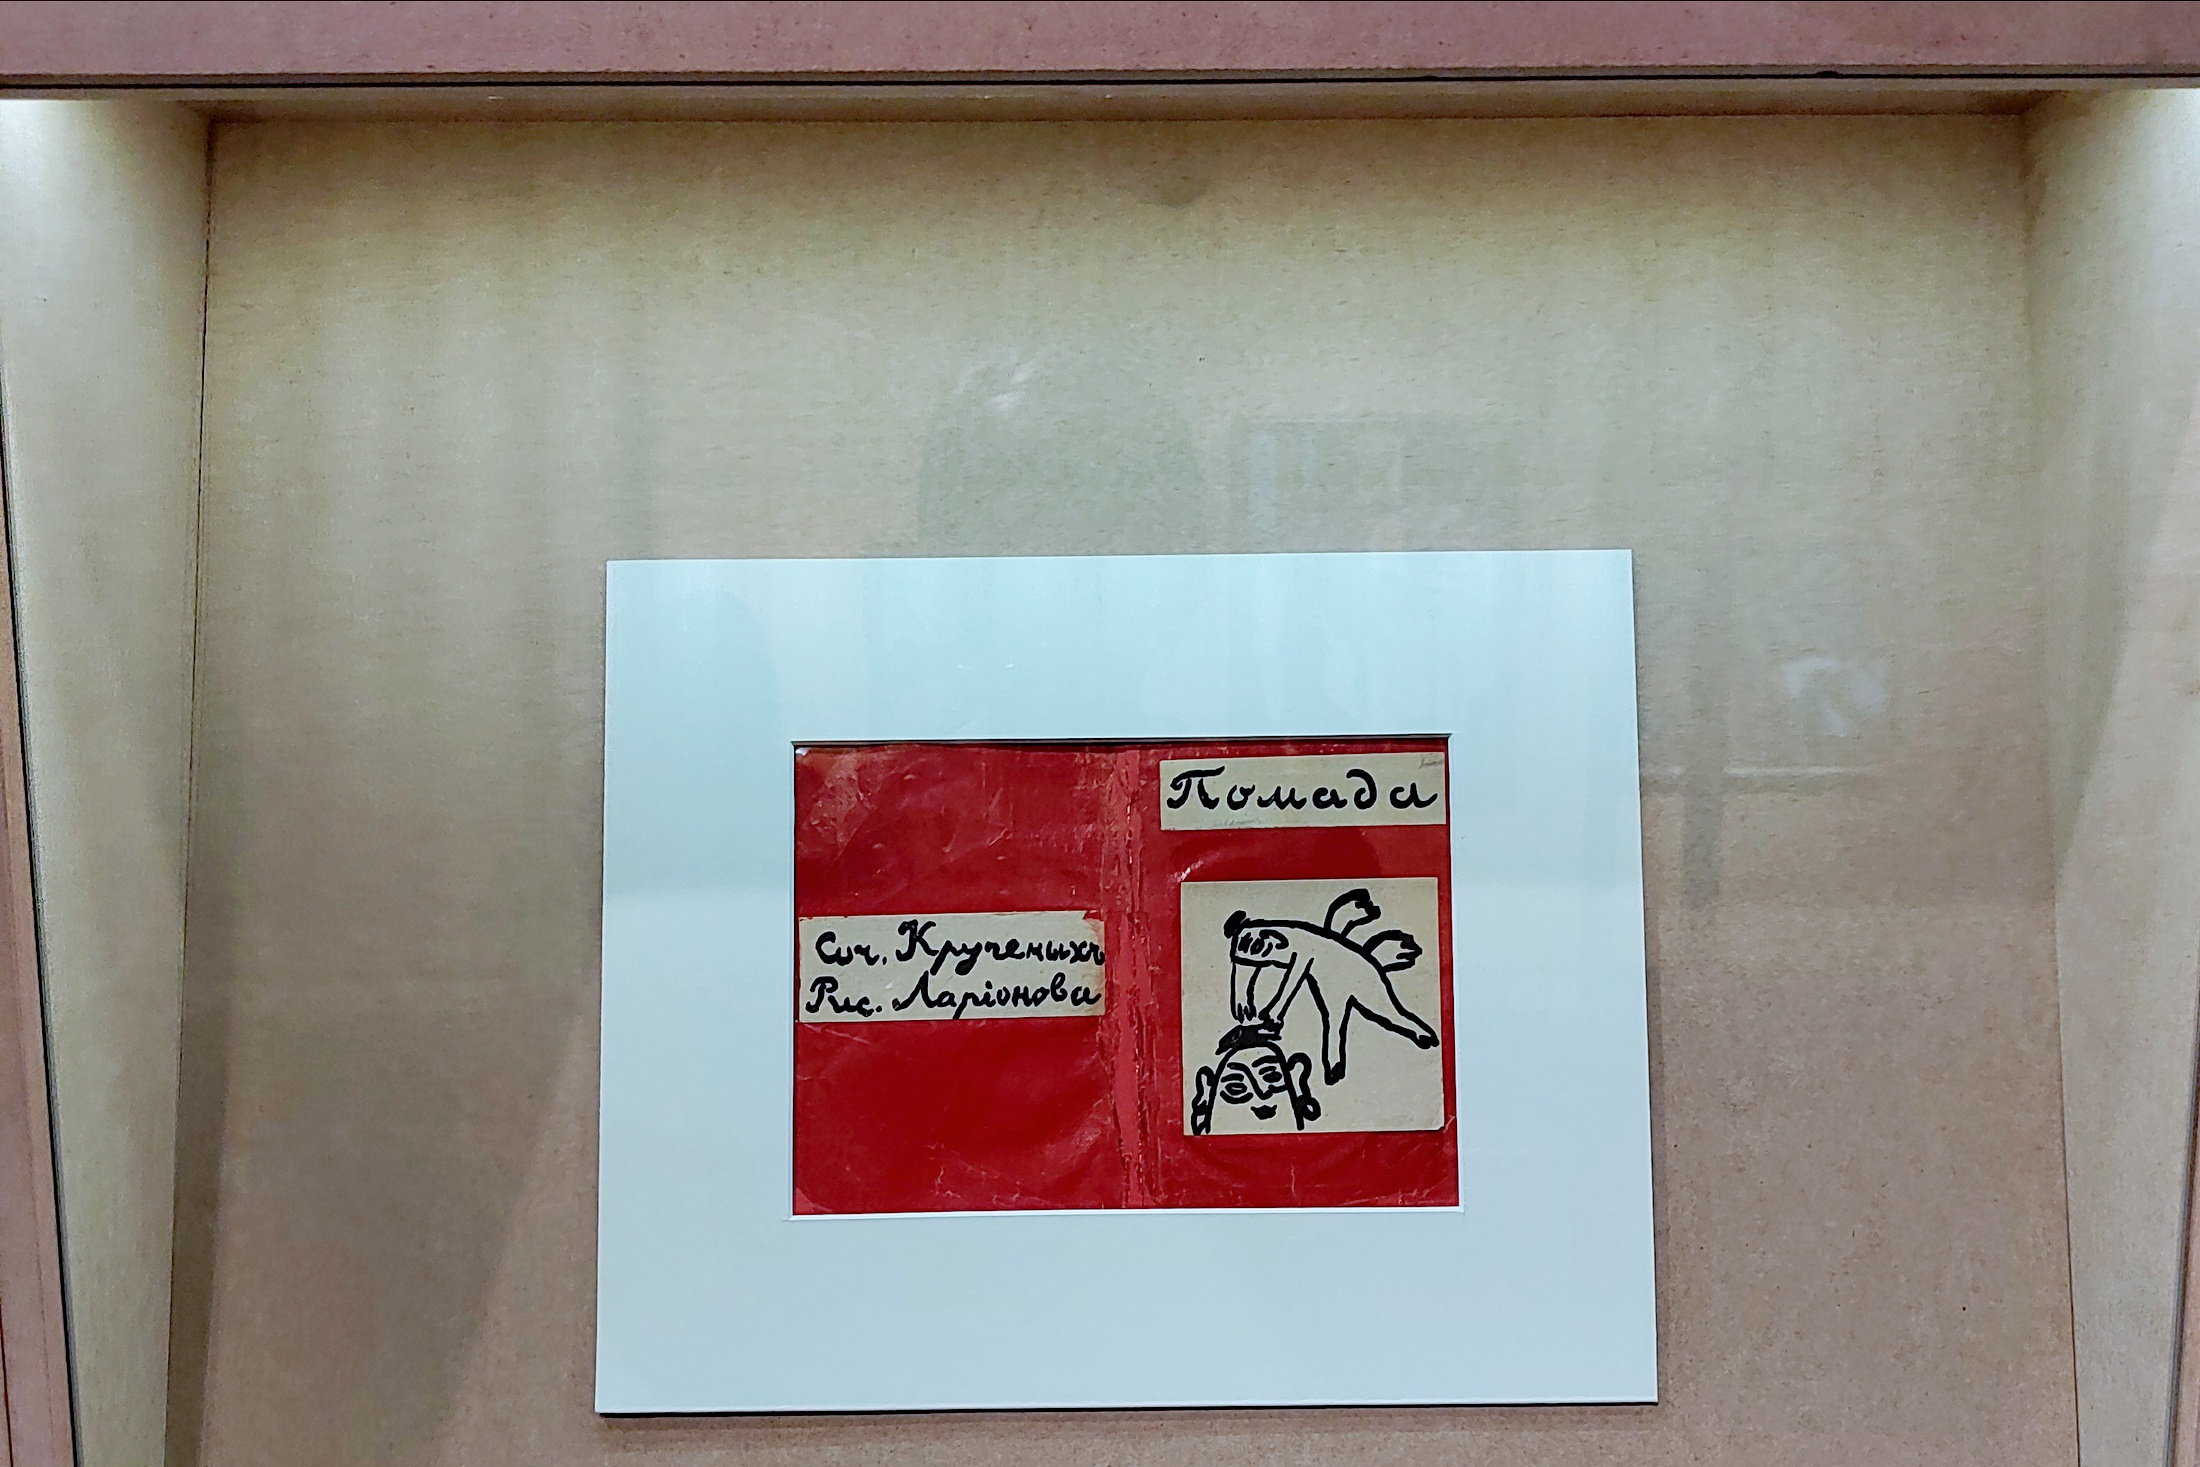 Помада
Соч. Крученыхъ
Рис. Ларіонова